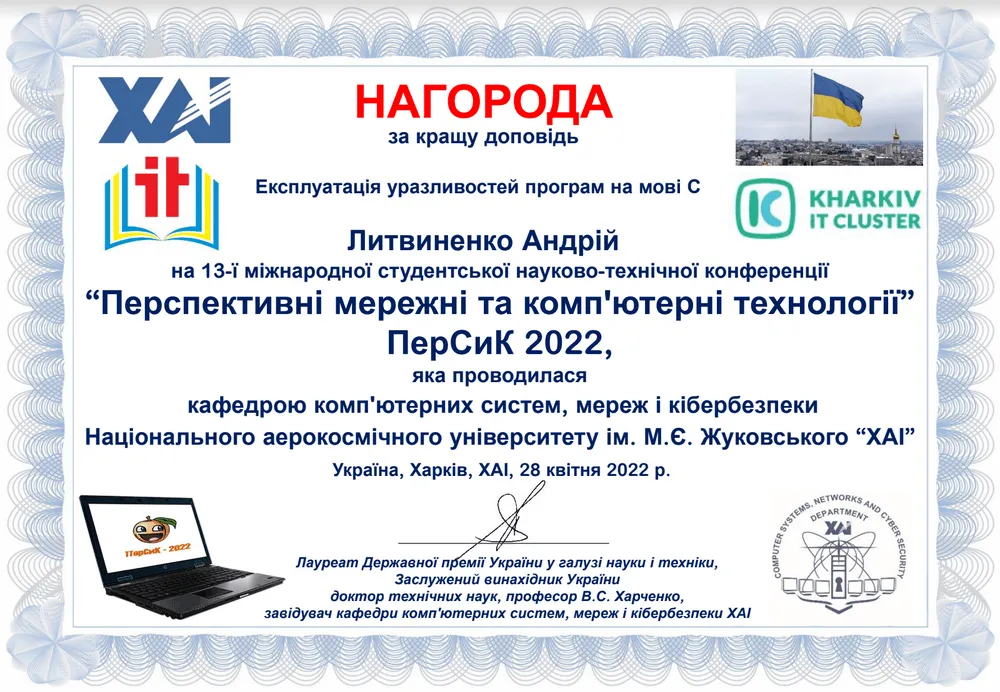 ХАІ
НАГОРОДА
за кращу доповідь
it
Експлуатація уразливостей програм на мові С
KHARKIV
IT CLUSTER
Литвиненко Андрій
на 13-ї міжнародної студентської науково-технічної конференції
“Перспективні мережні та комп'ютерні технології”
ПерСиК 2022,
яка проводилася
кафедрою комп'ютерних систем, мереж і кібербезпеки
Національного аерокосмічного університету ім. М.Є. Жуковського “ХАІ”
Україна, Харків, ХАІ, 28 квітня 2022 р.
ПерСиК - 2022
COMPUTER SYSTEMS, NETWORKS AND CYBER SECURITY
DEPARTMENT
ХАІ
Лауреат Державної премії України у галузі науки і техніки,
Заслужений винахідник України
доктор технічних наук, професор В.С. Харченко,
завідувач кафедри комп'ютерних систем, мереж і кібербезпеки ХАІ